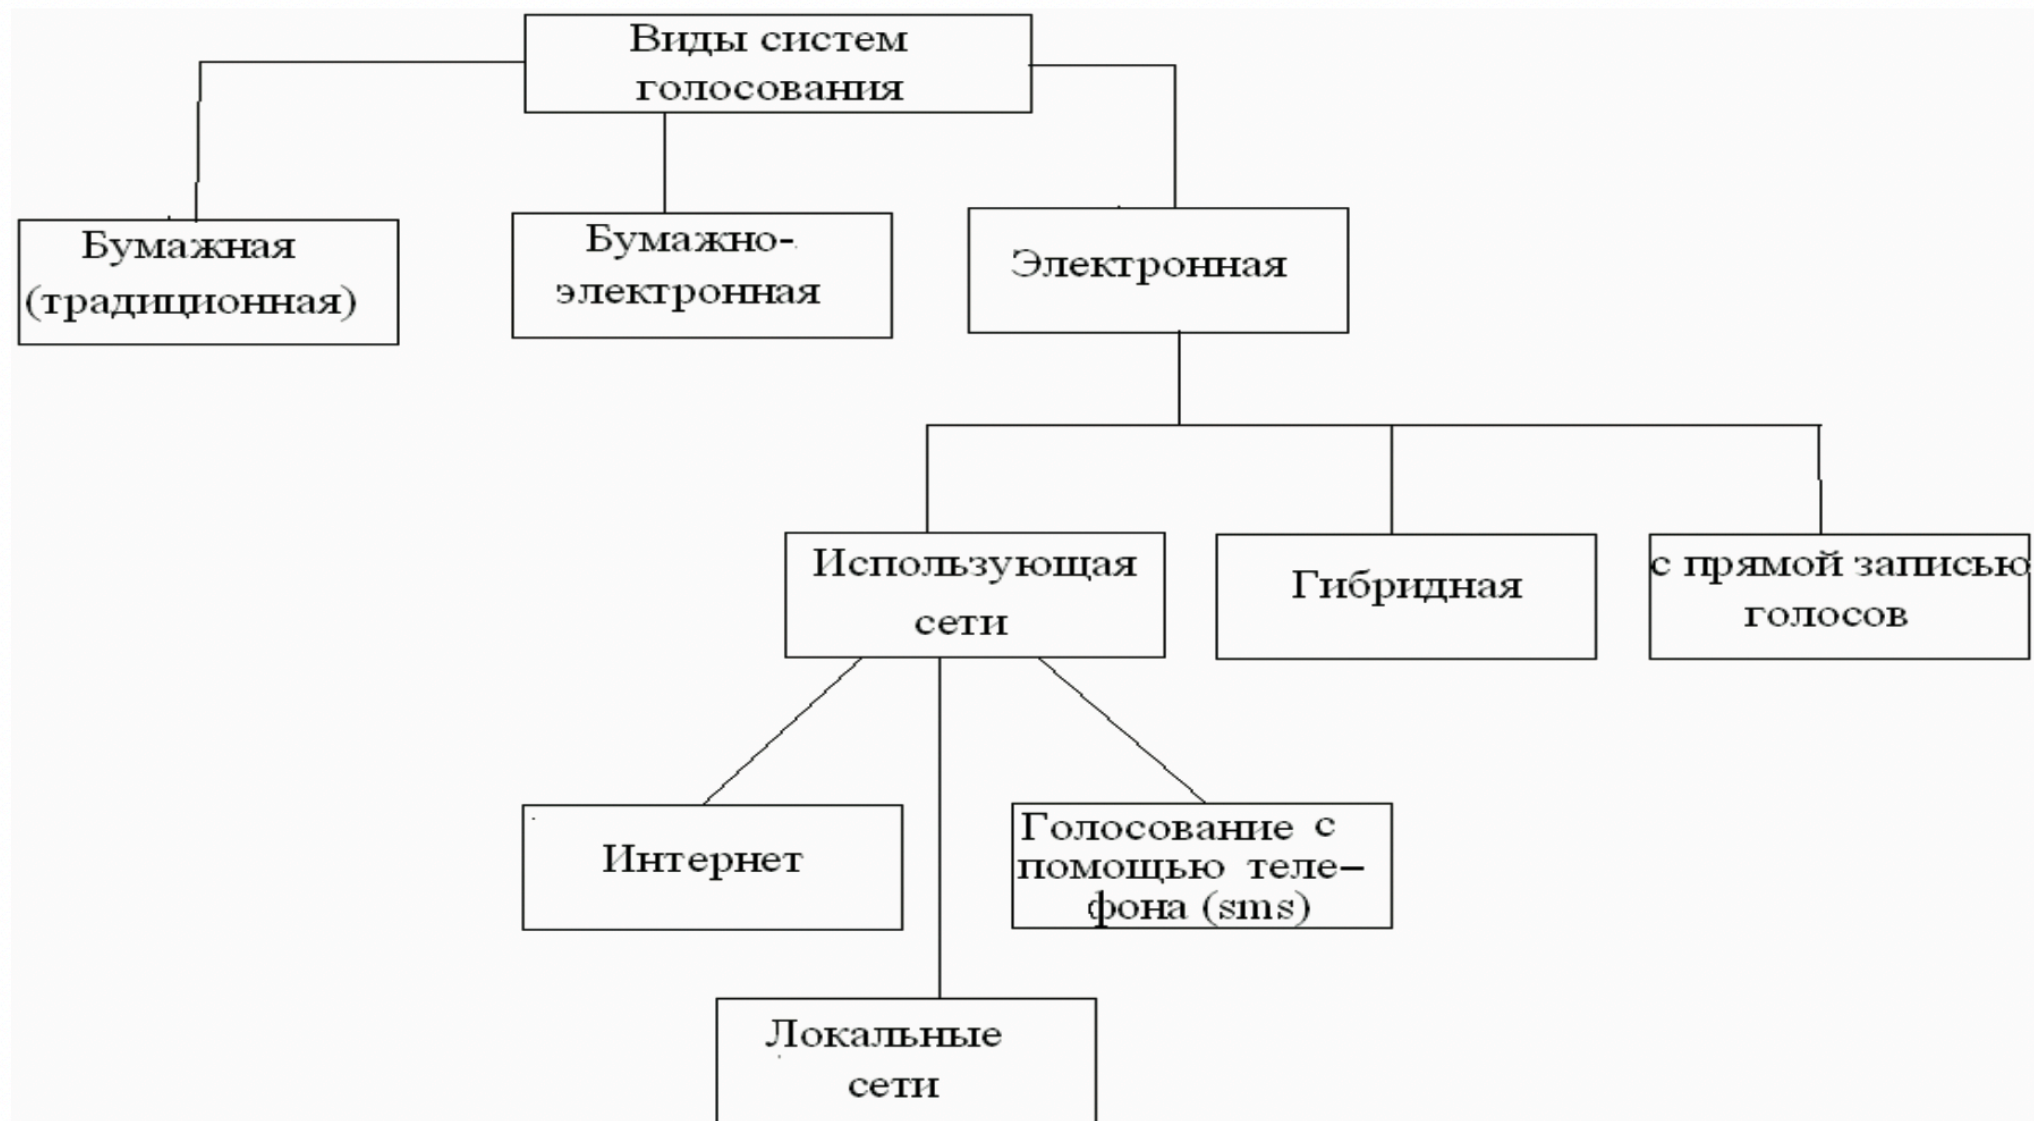 Виды систем
голосования
Бумажная
(традиционная)
Бумажно-
электронная
Электронная
Использующая
сети
Гибридная
с прямой записью
голосов
Интернет
Голосование с
помощью теле–
фона (sms)
Локальные
сети